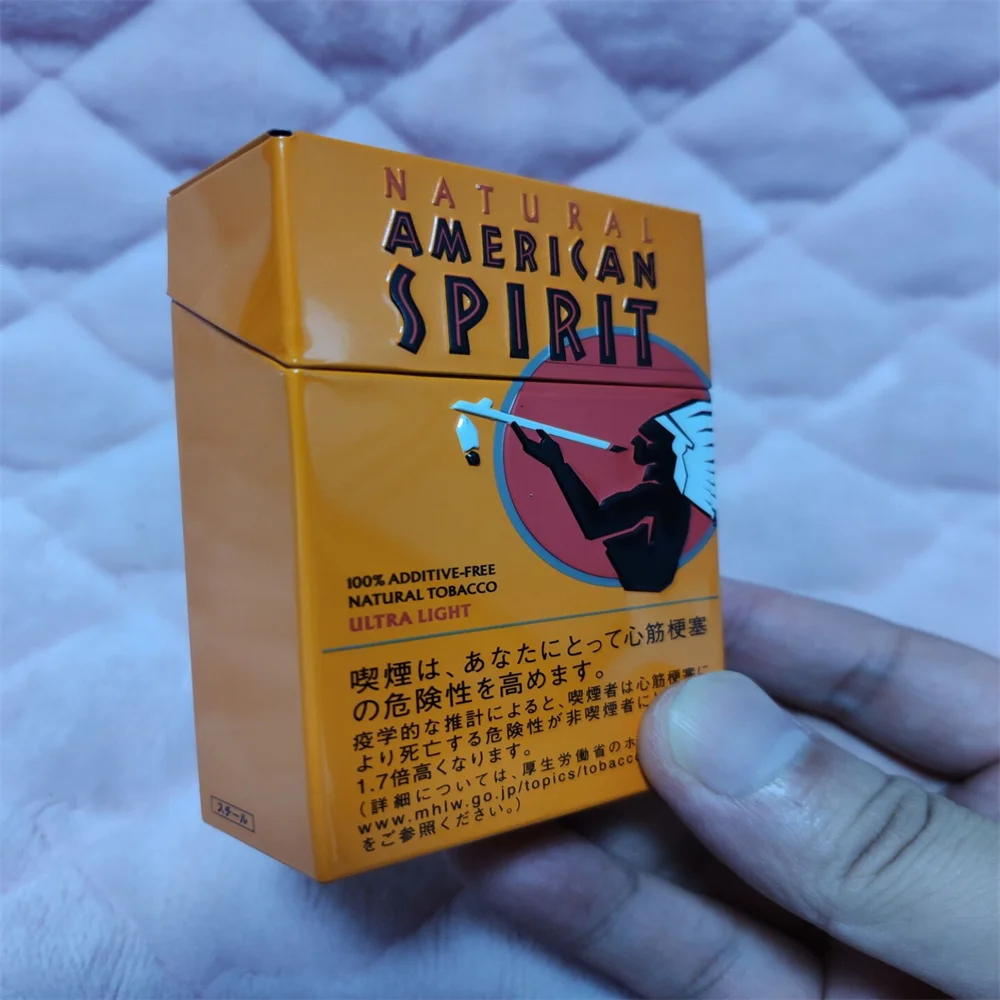 NATURAL
AMERICAN
SPIRIT
100% ADDITIVE-FREE
NATURAL TOBACCO
ULTRA LIGHT
喫煙は、あなたにとって心筋梗塞
の危険性を高めます。
疫学的な推計によると、喫煙者は心筋梗塞に
より死亡する危険性が非喫煙者に
1.7倍高くなります。
(詳細については、厚生労働省のホ
www.mhlw.go.jp/topics/tobacco
をご参照ください。)
スチール